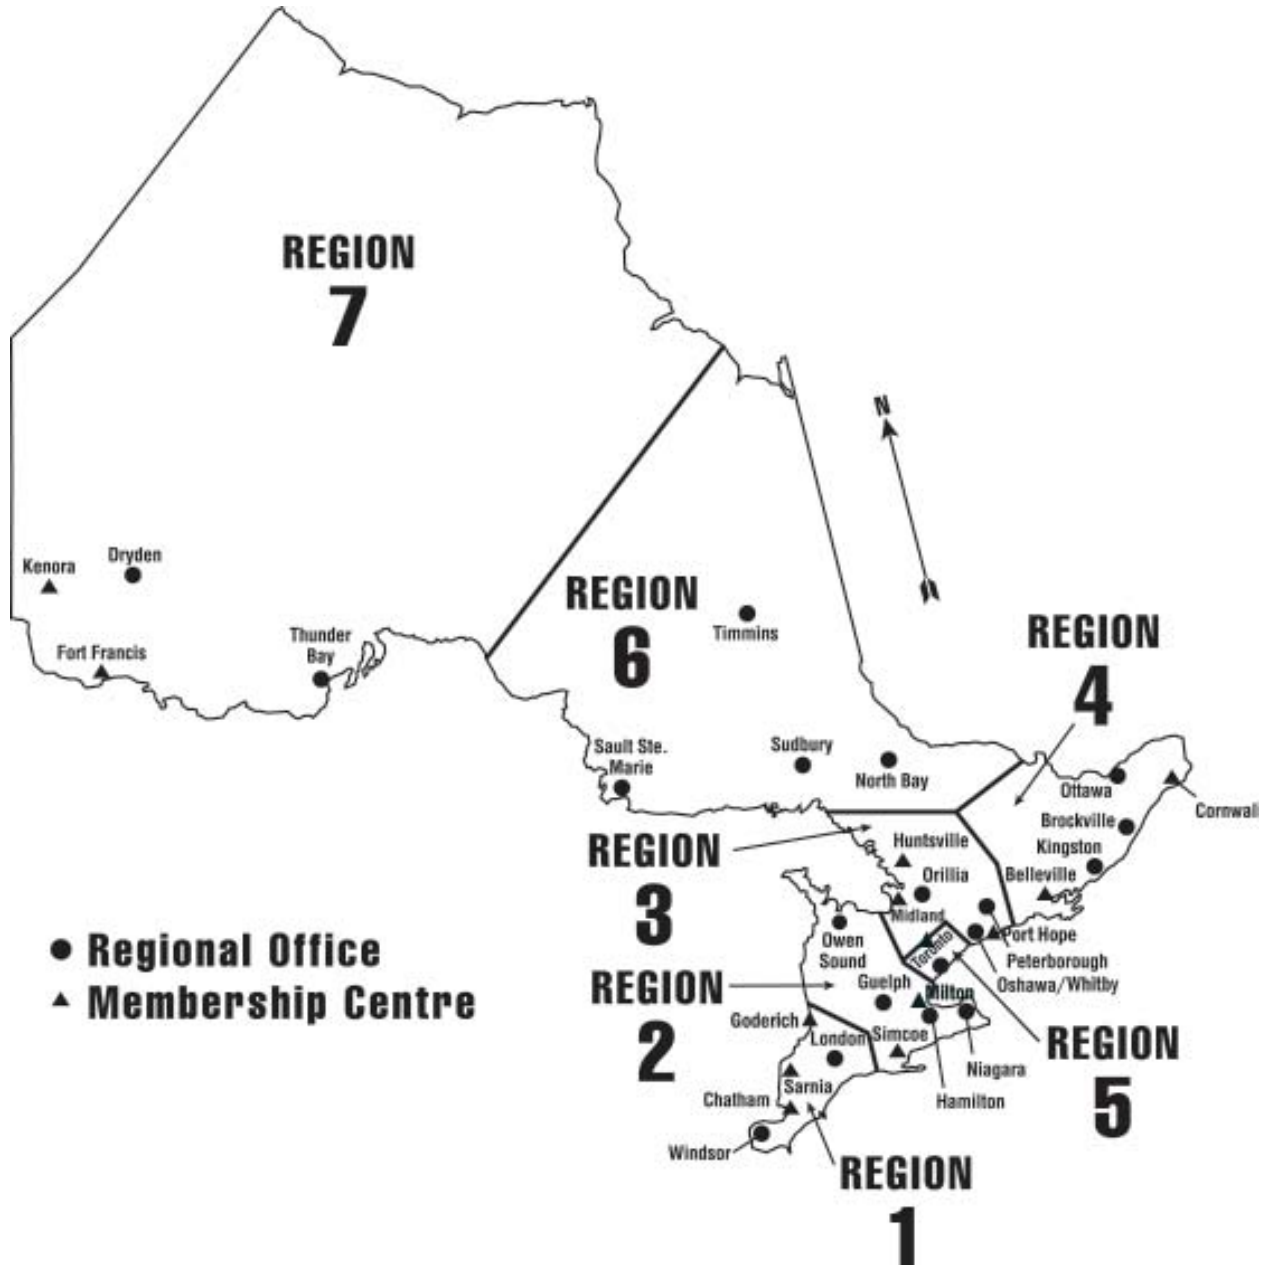 REGION
7
N
Kenora
Dryden
Fort Francis
Thunder
Bay
REGION
6
Timmins
REGION
4
Sault Ste.
Marie
Sudbury
North Bay
Ottawa
Cornwal
Brockville
Kingston
Belleville
REGION
3
Huntsville
Orillia
Midland
Port Hope
Peterborough
Oshawa/Whitby
Toronto
Owen
Sound
Regional Office
Membership Centre
REGION
2
Guelph
Milton
Goderich
London
Simcoe
REGION
5
Niagara
Hamilton
Sarnia
Chatham
Windsor
REGION
1